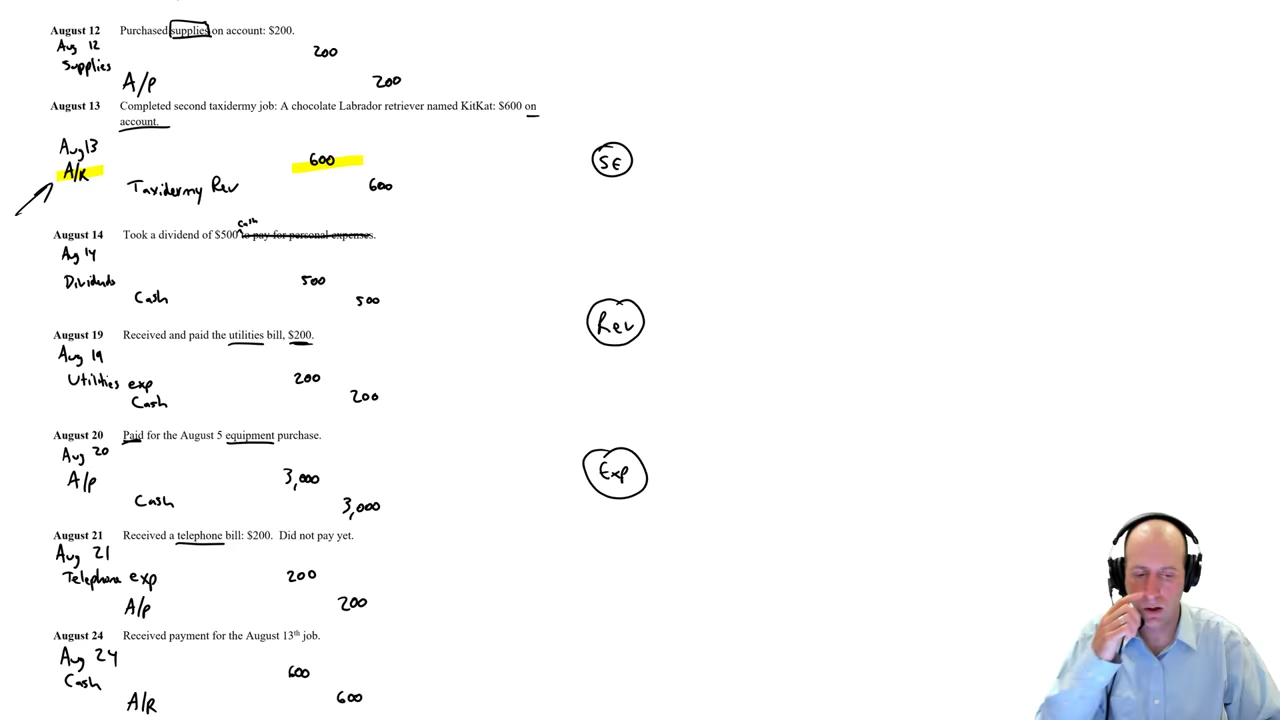 August 12 Purchased supplies on account: $200.
Aug 12 200
Supplies
A/P 200
August 13 Completed second taxidermy job: A chocolate Labrador retriever named KitKat: $600 on
account.
Aug 13 600 SE
A/R
Taxidermy Rev 600
cash
August 14 Took a dividend of $500 to pay for personal expenses.
Aug 14
Dividends 500
Cash 500
Rev
August 19 Received and paid the utilities bill, $200.
Aug 19
Utilities exp 200
Cash 200
August 20 Paid for the August 5 equipment purchase.
Aug 20
A/P 3,000 Exp
Cash 3,000
August 21 Received a telephone bill: $200. Did not pay yet.
Aug 21
Telephone exp 200
A/P 200
August 24 Received payment for the August 13th job.
Aug 24
Cash 600
A/R 600